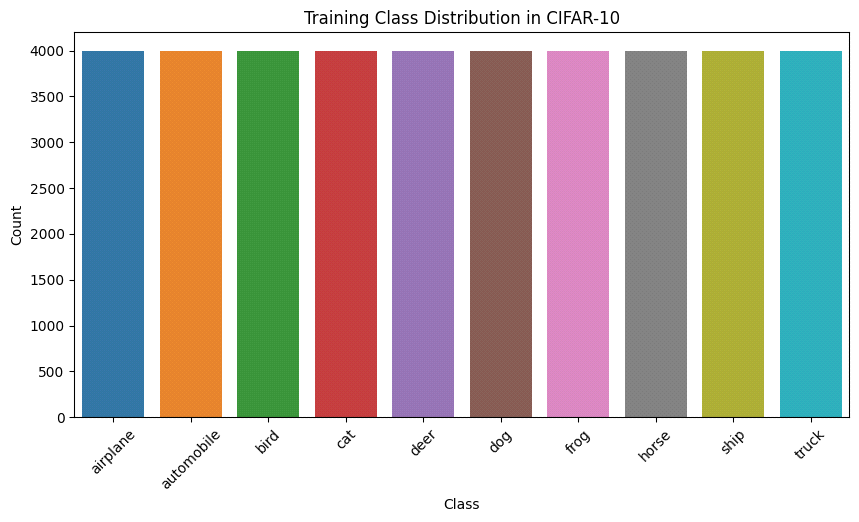 Training Class Distribution in CIFAR-10
4000
3500
3000
2500
2000
1500
1000
500
0
Count
airplane
automobile
bird
cat
deer
dog
frog
horse
ship
truck
Class